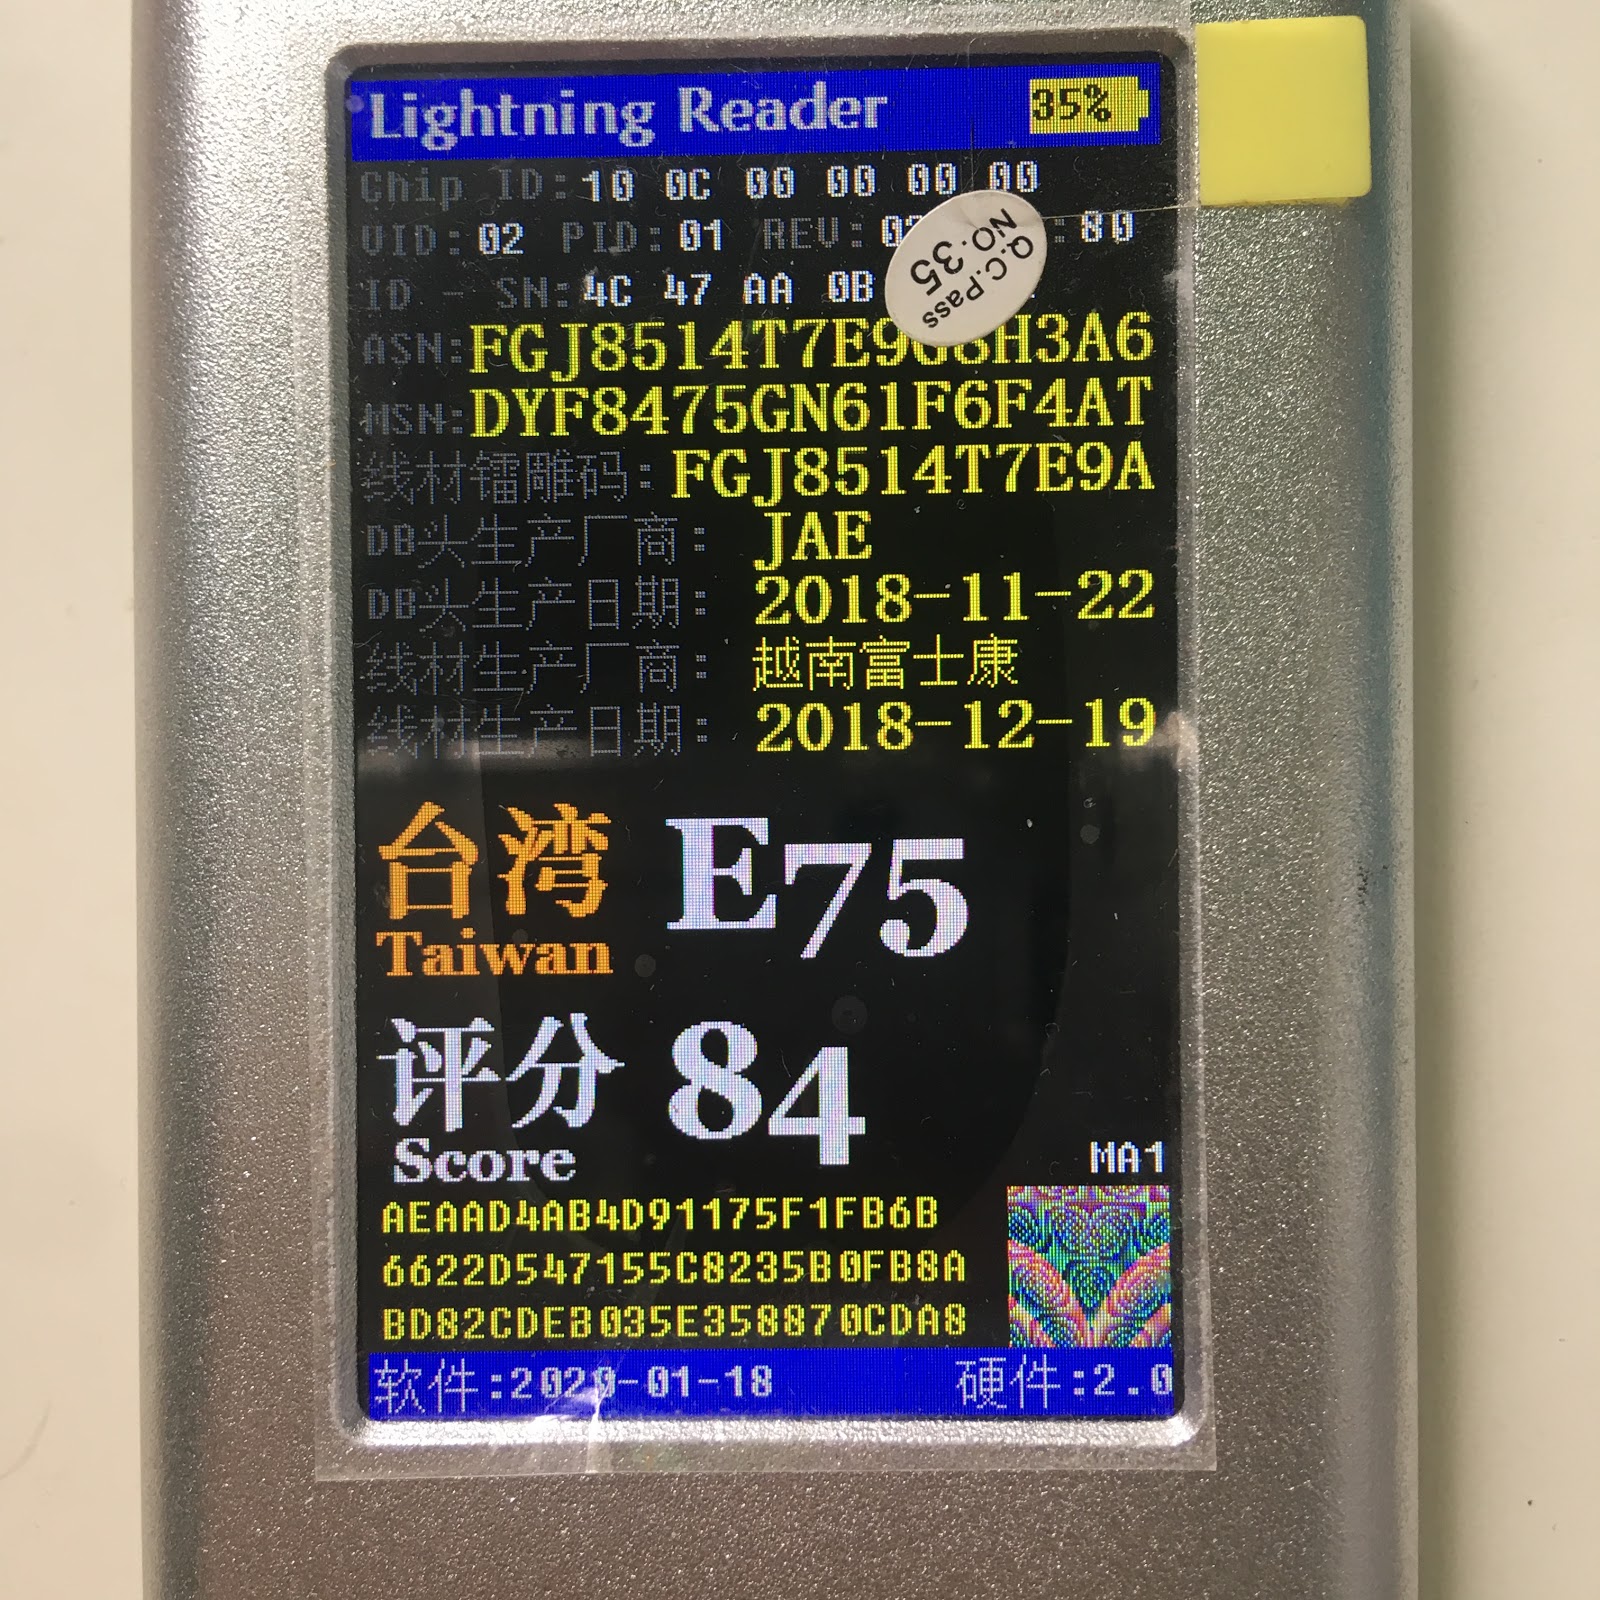 Lightning Reader 35%
Chip ID:10 0C 00 00 00 00
VID:02 PID:01 REV:0 :80
ID - SN:4C 47 AA 0B
Q.C.Pass
NO.35
ASN:FGJ8514T7E9G8H3A6
MSN:DYF8475GN61F6F4AT
线材镭雕码:FGJ8514T7E9A
DB头生产厂商: JAE
DB头生产日期: 2018-11-22
线材生产厂商: 越南富士康
线材生产日期: 2018-12-19
台湾 E75
Taiwan
评分 84
Score
MA1
AEAAD4AB4D91175F1FB6B
6622D547155C8235B0FB8A
BD82CDEB035E358870CDA8
软件:2020-01-18 硬件:2.0